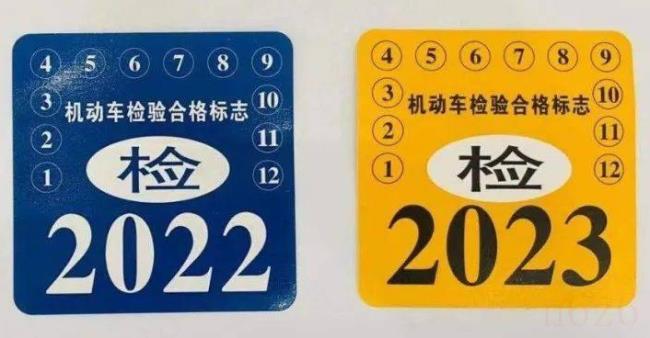 ④ ⑤ ⑥ ⑦ ⑧ ⑨
③ 机动车检验合格标志 ⑩
② ⑪
① 检 ⑫
2022
④ ⑤ ⑥ ⑦ ⑧ ⑨
③ 机动车检验合格标志 ⑩
② ⑪
① 检 ⑫
2023